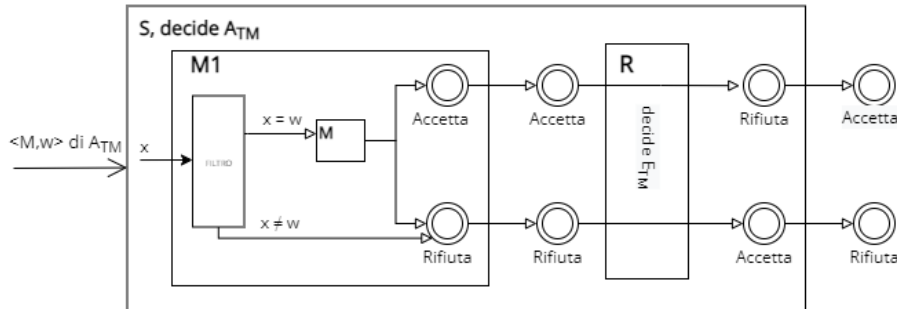 S, decide A_TM
M1
R
<M,w> di A_TM
x
FILTRO
x = w
M
x ≠ w
Accetta
Rifiuta
Accetta
Rifiuta
decide E_TM
Rifiuta
Accetta
Accetta
Rifiuta